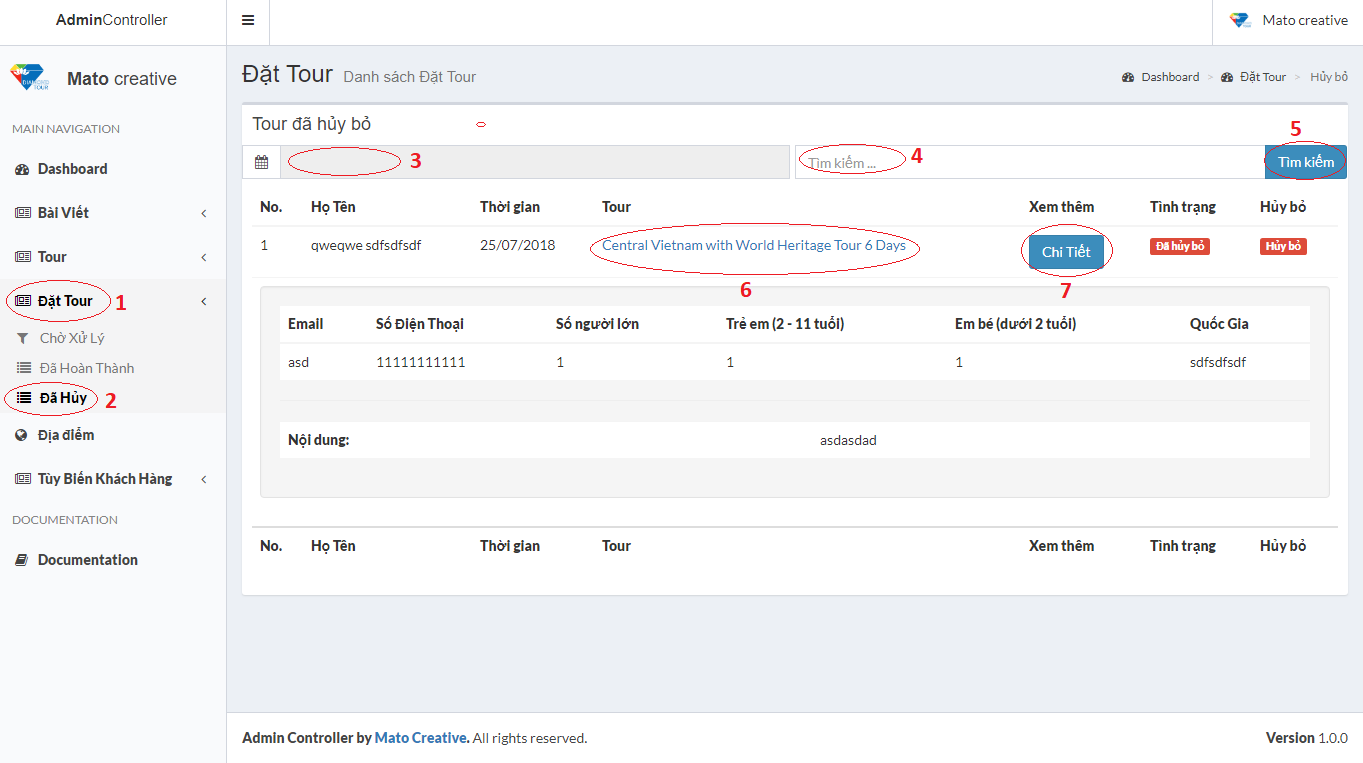 AdminController
Mato creative
Mato creative
DIAMOND TOUR
MAIN NAVIGATION
Dashboard
Bài Viết
Tour
Đặt Tour 1
Chờ Xử Lý
Đã Hoàn Thành
Đã Hủy 2
Địa điểm
Tùy Biến Khách Hàng
DOCUMENTATION
Documentation
Đặt Tour Danh sách Đặt Tour
Dashboard > Đặt Tour > Hủy bỏ
Tour đã hủy bỏ
5
3 Tìm kiếm ... 4 Tìm kiếm
No. Họ Tên Thời gian Tour Xem thêm Tình trạng Hủy bỏ
1 qweqwe sdfsdfsdf 25/07/2018 Central Vietnam with World Heritage Tour 6 Days Chi Tiết Đã hủy bỏ Hủy bỏ
6 7
Email Số Điện Thoại Số người lớn Trẻ em (2 - 11 tuổi) Em bé (dưới 2 tuổi) Quốc Gia
asd 11111111111 1 1 1 sdfsdfsdf
Nội dung: asdasdad
No. Họ Tên Thời gian Tour Xem thêm Tình trạng Hủy bỏ
Admin Controller by Mato Creative. All rights reserved.
Version 1.0.0